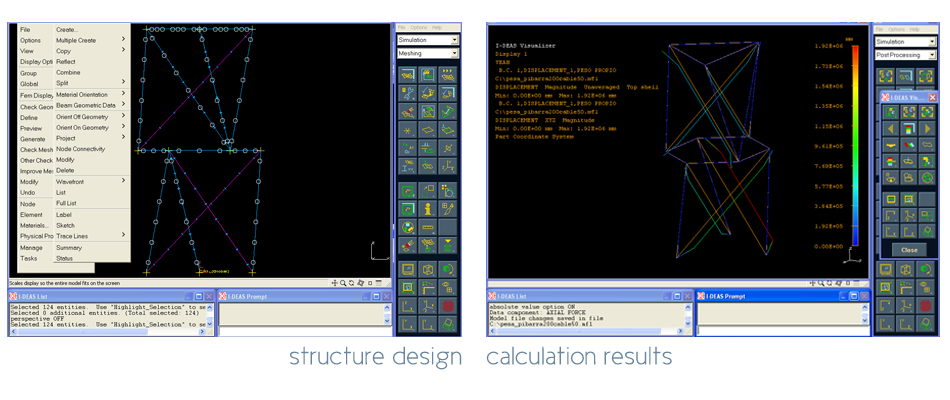 File
Options
View
Display Opti
Group
Global
Fem Display
Check Geom
Define
Preview
Generate
Check Mesh
Other Check
Improve Mes
Modify
Undo
Node
Element
Materials...
Physical Pro
Manage
Tasks
Create...
Multiple Create
Copy
Reflect
Combine
Split
Material Orientation
Beam Geometric Data
Orient Off Geometry
Orient On Geometry
Project
Node Connectivity
Modify
Delete
Wavefront
List
Full List
Label
Sketch
Trace Lines
Summary
Status
File Options Help
Simulation
Meshing
Scales display so the entire model fits on the screen
I-DEAS List
Selected 124 entities. Use "Highlight_Selection" to se
Selected 0 additional entities. (Total selected: 124)
perspective OFF
Selected 124 entities. Use "Highlight_Selection" to se
I-DEAS Prompt
structure design
I-DEAS Visualizer
Display 1
TEAM
B.C. 1,DISPLACEMENT_1,PESO PROPIO
C:\pesa_pibarra200cable50.mf1
DISPLACEMENT Magnitude Unaveraged Top shell
Min: 0.00E+00 mm Max: 1.92E+06 mm
B.C. 1,DISPLACEMENT_1,PESO PROPIO
C:\pesa_pibarra200cable50.mf1
DISPLACEMENT XYZ Magnitude
Min: 0.00E+00 mm Max: 1.92E+06 mm
Part Coordinate System
mm
1.92E+06
1.73E+06
1.54E+06
1.35E+06
1.15E+06
9.61E+05
7.69E+05
5.77E+05
3.84E+05
1.92E+05
0.00E+00
File Options Help
Simulation
Post Processing
I-DEAS Vis...
Close
I-DEAS List
absolute value option ON
Data component: AXIAL FORCE
Model file changes saved in file
C:\pesa_pibarra200cable50.mf1
I-DEAS Prompt
calculation results